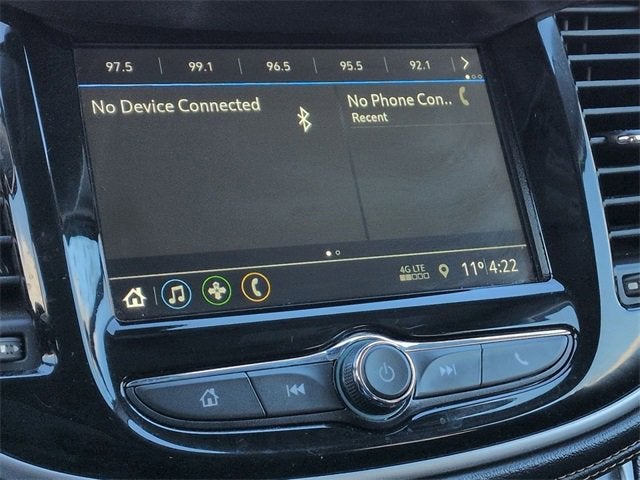 97.5 99.1 96.5 95.5 92.1
No Device Connected
No Phone Con..
Recent
4G LTE
11° 4:22